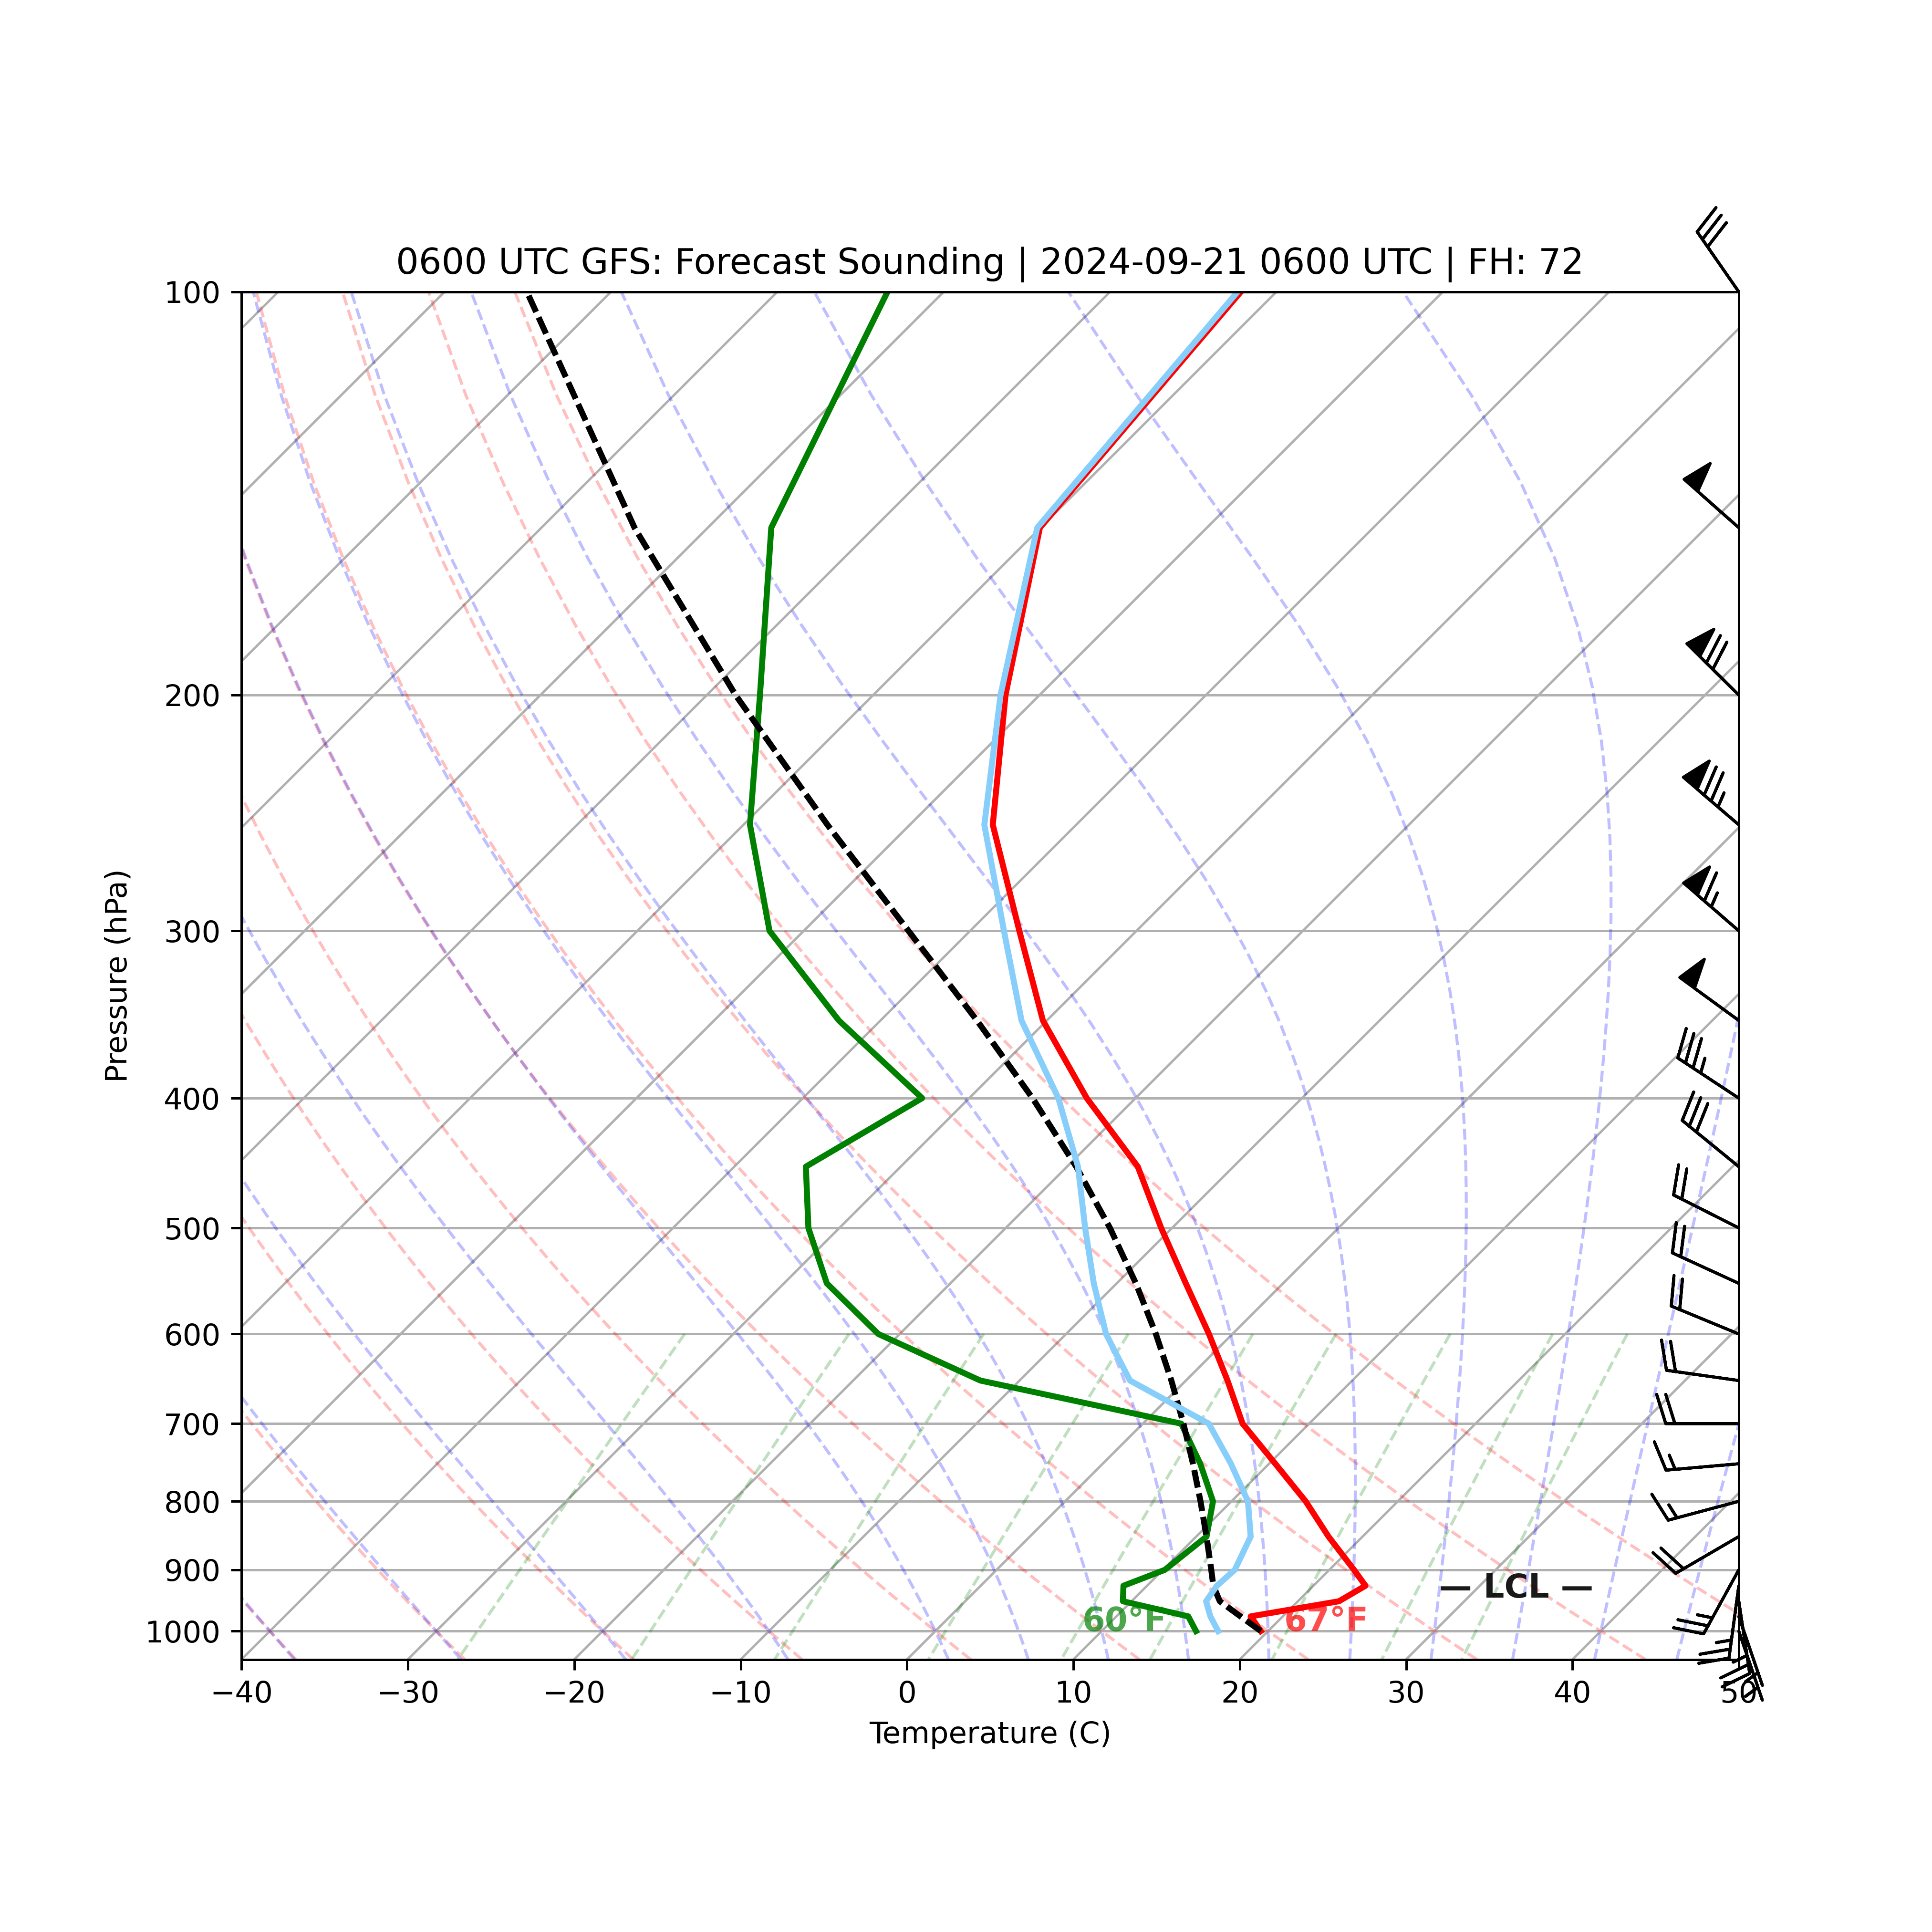 0600 UTC GFS: Forecast Sounding | 2024-09-21 0600 UTC | FH: 72
100
200
300
400
500
600
700
800
900
1000
Pressure (hPa)
— LCL —
60°F
67°F
−40 −30 −20 −10 0 10 20 30 40 50
Temperature (C)